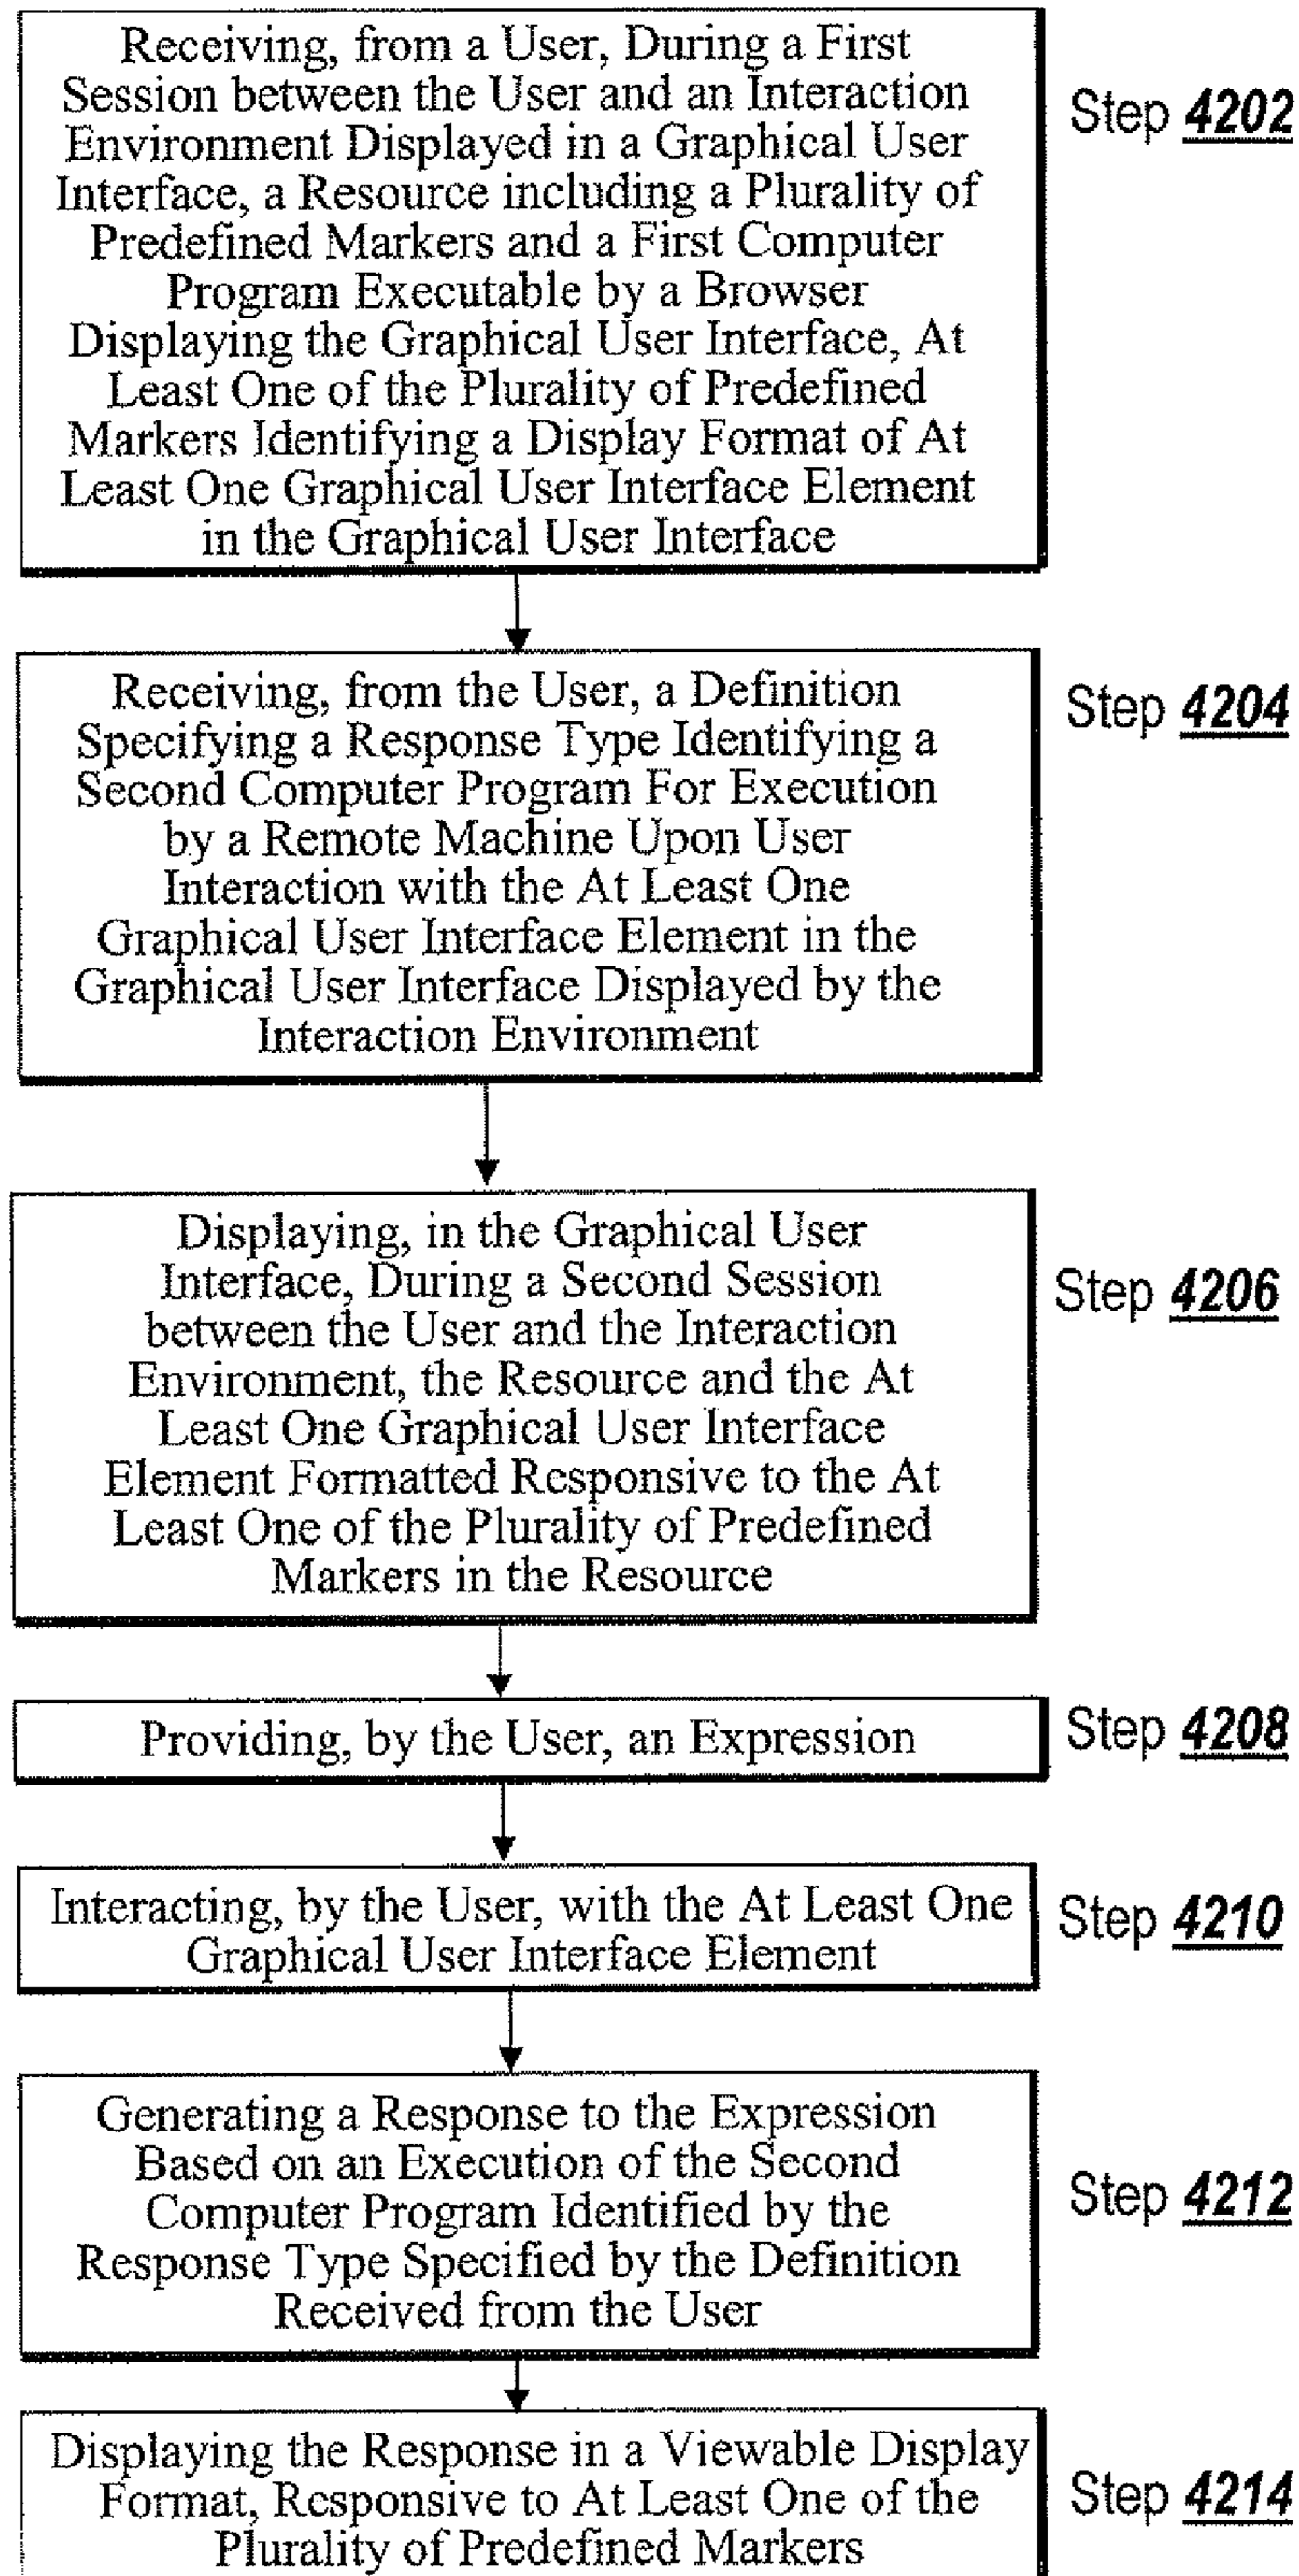 Receiving, from a User, During a First
Session between the User and an Interaction
Environment Displayed in a Graphical User
Interface, a Resource including a Plurality of
Predefined Markers and a First Computer
Program Executable by a Browser
Displaying the Graphical User Interface, At
Least One of the Plurality of Predefined
Markers Identifying a Display Format of At
Least One Graphical User Interface Element
in the Graphical User Interface
Step 4202
Receiving, from the User, a Definition
Specifying a Response Type Identifying a
Second Computer Program For Execution
by a Remote Machine Upon User
Interaction with the At Least One
Graphical User Interface Element in the
Graphical User Interface Displayed by the
Interaction Environment
Step 4204
Displaying, in the Graphical User
Interface, During a Second Session
between the User and the Interaction
Environment, the Resource and the At
Least One Graphical User Interface
Element Formatted Responsive to the At
Least One of the Plurality of Predefined
Markers in the Resource
Step 4206
Providing, by the User, an Expression
Step 4208
Interacting, by the User, with the At Least One
Graphical User Interface Element
Step 4210
Generating a Response to the Expression
Based on an Execution of the Second
Computer Program Identified by the
Response Type Specified by the Definition
Received from the User
Step 4212
Displaying the Response in a Viewable Display
Format, Responsive to At Least One of the
Plurality of Predefined Markers
Step 4214